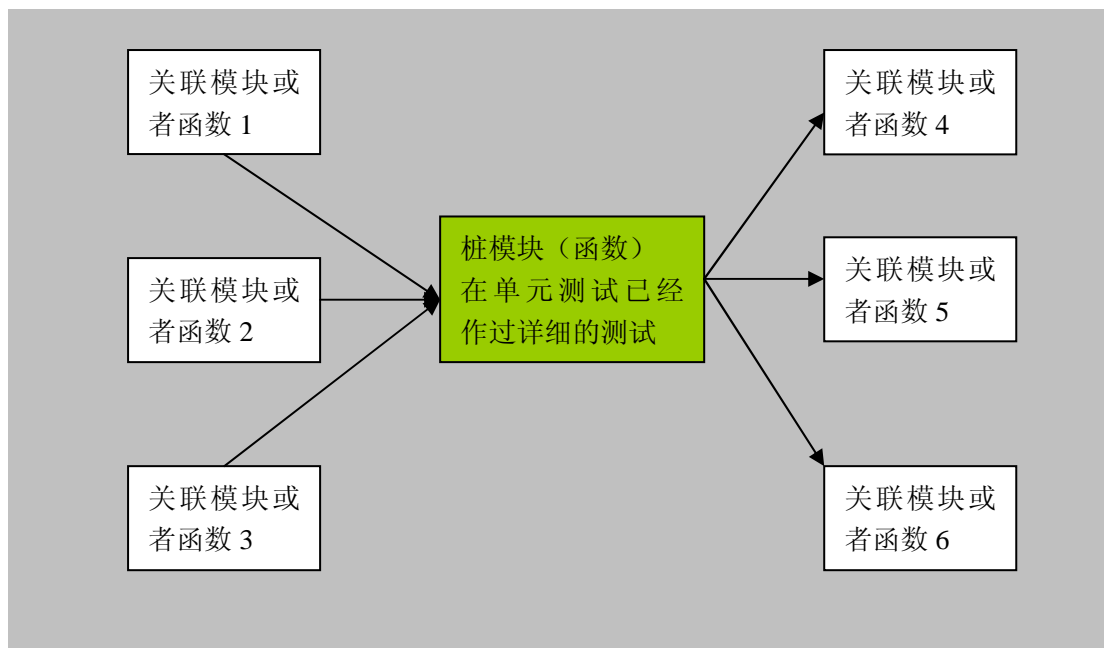 关联模块或
者函数 1
关联模块或
者函数 2
关联模块或
者函数 3
桩模块（函数）
在单元测试已经
作过详细的测试
关联模块或
者函数 4
关联模块或
者函数 5
关联模块或
者函数 6